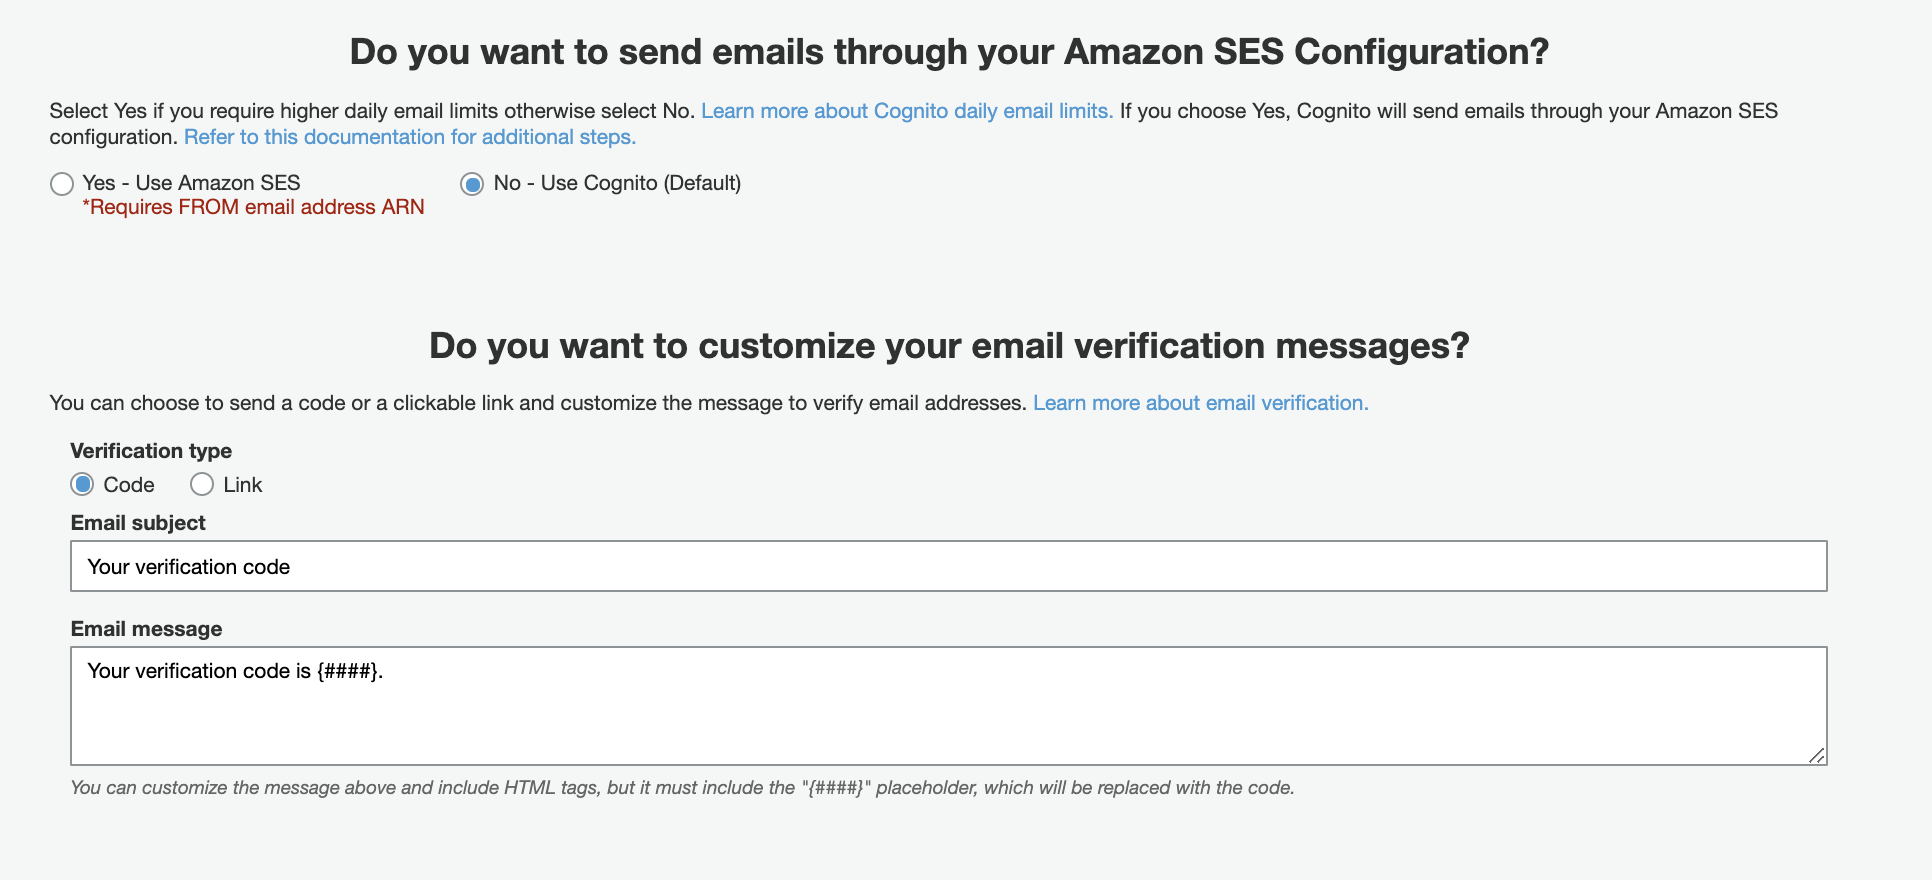 Do you want to send emails through your Amazon SES Configuration?
Select Yes if you require higher daily email limits otherwise select No. Learn more about Cognito daily email limits. If you choose Yes, Cognito will send emails through your Amazon SES
configuration. Refer to this documentation for additional steps.
Yes - Use Amazon SES
*Requires FROM email address ARN
No - Use Cognito (Default)
Do you want to customize your email verification messages?
You can choose to send a code or a clickable link and customize the message to verify email addresses. Learn more about email verification.
Verification type
Code Link
Email subject
Your verification code
Email message
Your verification code is {####}.
You can customize the message above and include HTML tags, but it must include the "{####}" placeholder, which will be replaced with the code.